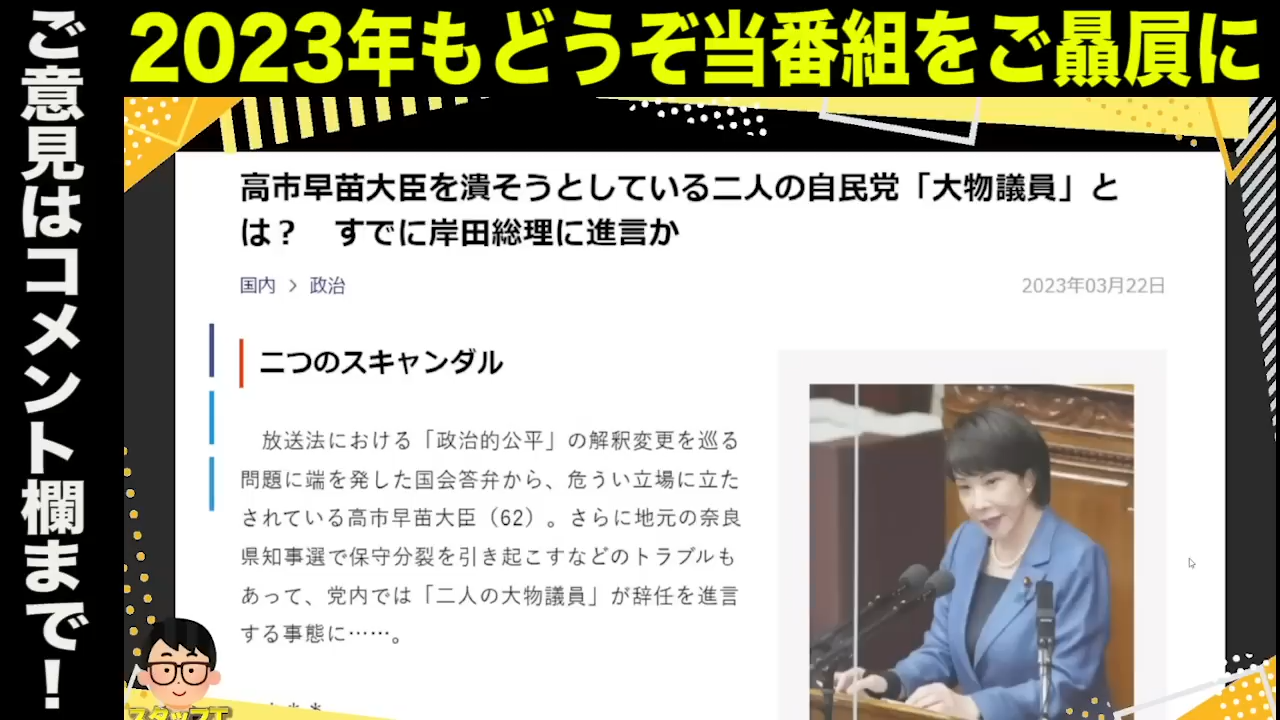 2023年もどうぞ当番組をご贔屓に
ご意見はコメント欄まで！
高市早苗大臣を潰そうとしている二人の自民党「大物議員」と
は？　すでに岸田総理に進言か
国内 > 政治
2023年03月22日
二つのスキャンダル
放送法における「政治的公平」の解釈変更を巡る
問題に端を発した国会答弁から、危うい立場に立た
されている高市早苗大臣（62）。さらに地元の奈良
県知事選で保守分裂を引き起こすなどのトラブルも
あって、党内では「二人の大物議員」が辞任を進言
する事態に……。
＊＊＊
スタッフT